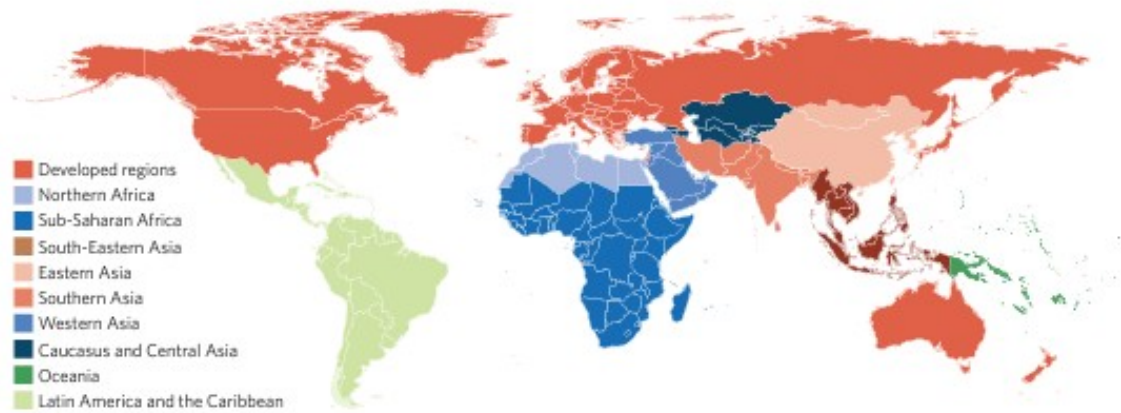 Developed regions
Northern Africa
Sub-Saharan Africa
South-Eastern Asia
Eastern Asia
Southern Asia
Western Asia
Caucasus and Central Asia
Oceania
Latin America and the Caribbean